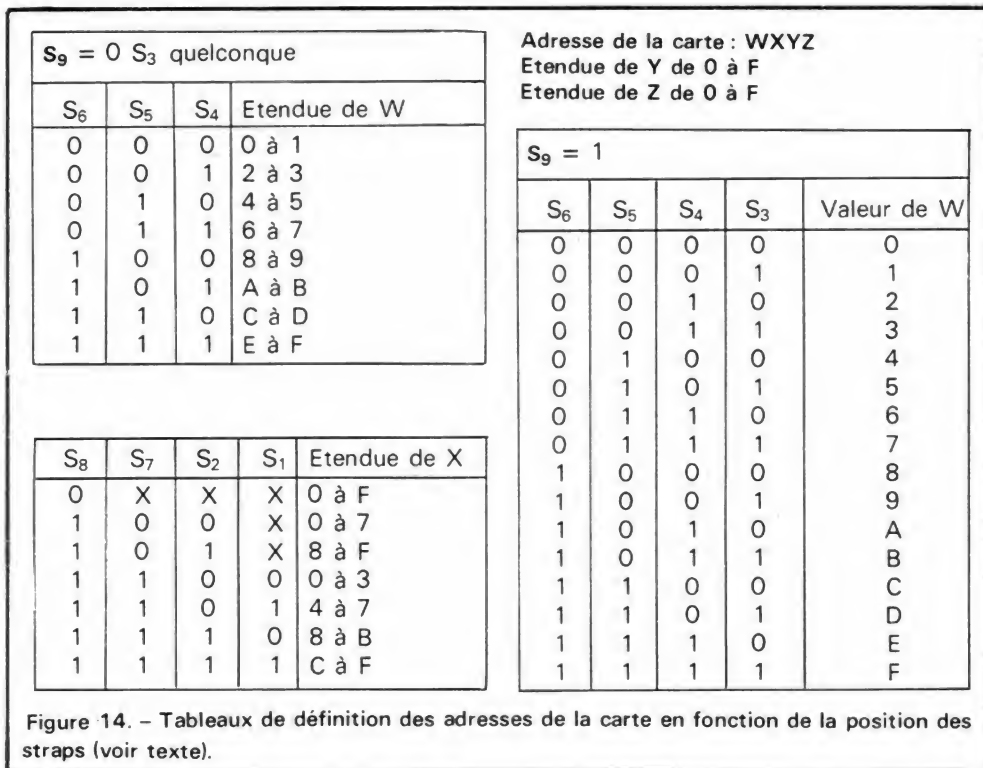 S₉ = 0 S₃ quelconque
S₆ S₅ S₄ Etendue de W
0 0 0 0 à 1
0 0 1 2 à 3
0 1 0 4 à 5
0 1 1 6 à 7
1 0 0 8 à 9
1 0 1 A à B
1 1 0 C à D
1 1 1 E à F
S₈ S₇ S₂ S₁ Etendue de X
0 X X X 0 à F
1 0 0 X 0 à 7
1 0 1 X 8 à F
1 1 0 0 0 à 3
1 1 0 1 4 à 7
1 1 1 0 8 à B
1 1 1 1 C à F
Adresse de la carte : WXYZ
Etendue de Y de 0 à F
Etendue de Z de 0 à F
S₉ = 1
S₆ S₅ S₄ S₃ Valeur de W
0 0 0 0 0
0 0 0 1 1
0 0 1 0 2
0 0 1 1 3
0 1 0 0 4
0 1 0 1 5
0 1 1 0 6
0 1 1 1 7
1 0 0 0 8
1 0 0 1 9
1 0 1 0 A
1 0 1 1 B
1 1 0 0 C
1 1 0 1 D
1 1 1 0 E
1 1 1 1 F
Figure 14. – Tableaux de définition des adresses de la carte en fonction de la position des
straps (voir texte).